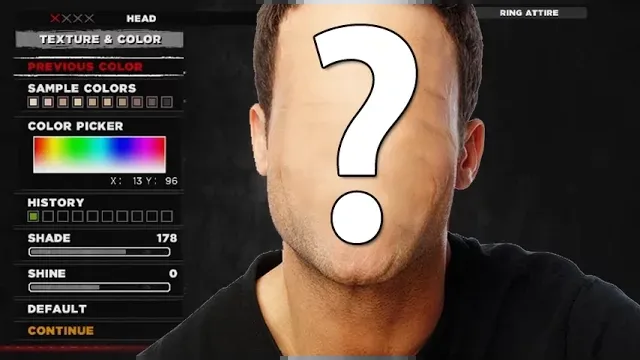 XXXX HEAD
RING ATTIRE
TEXTURE & COLOR
PREVIOUS COLOR
SAMPLE COLORS
COLOR PICKER
X: 13 Y: 96
HISTORY
SHADE 178
SHINE 0
DEFAULT
CONTINUE
?